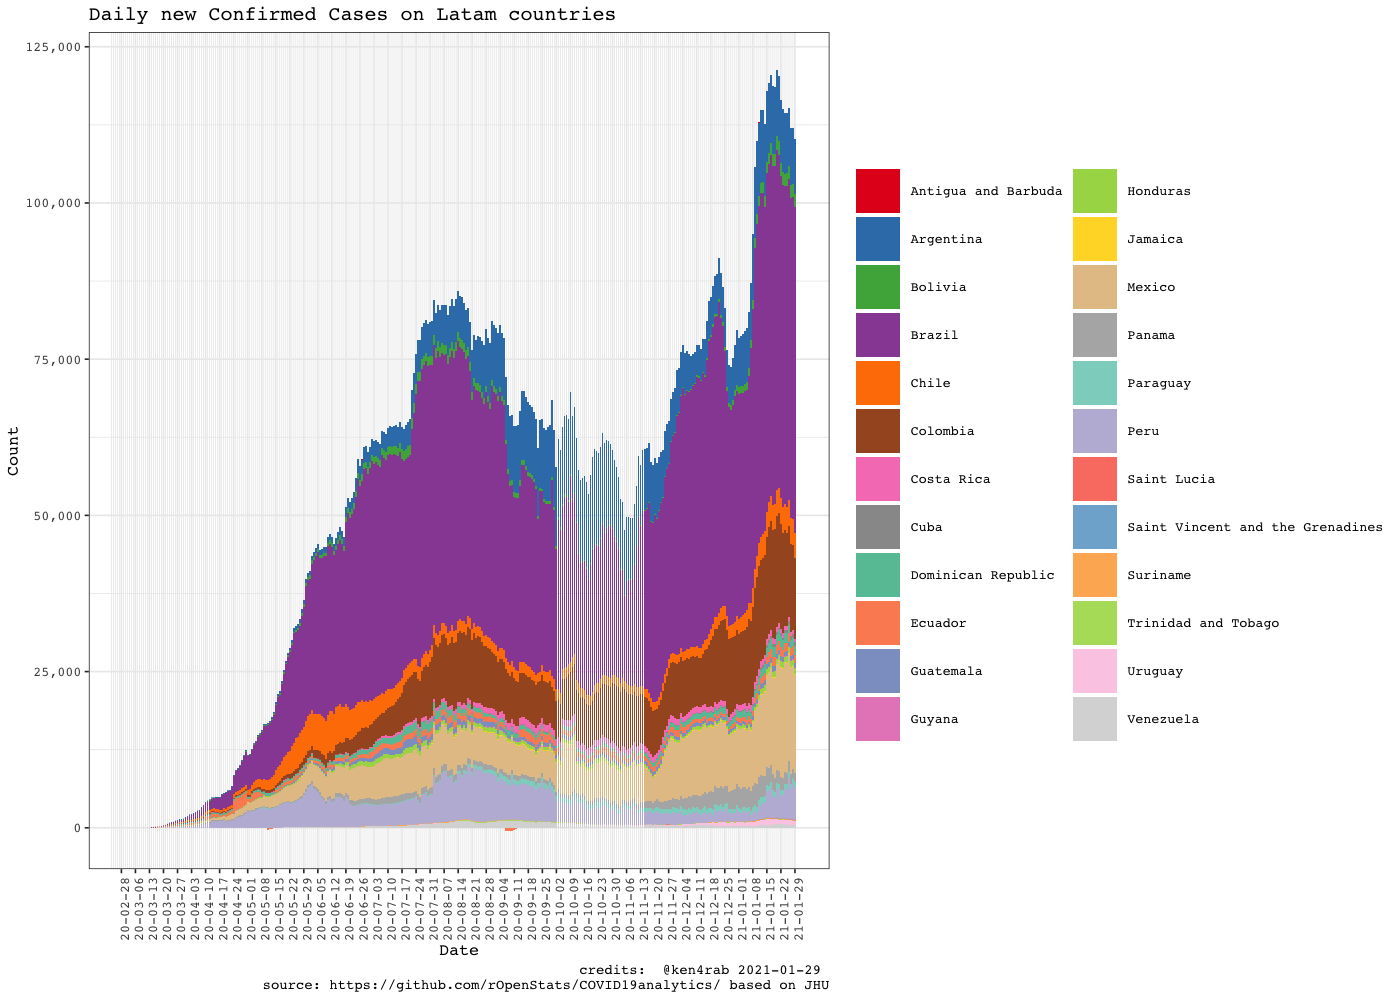 Daily new Confirmed Cases on Latam countries
Count
125,000
100,000
75,000
50,000
25,000
0
20-02-28
20-03-06
20-03-13
20-03-20
20-03-27
20-04-03
20-04-10
20-04-17
20-04-24
20-05-01
20-05-08
20-05-15
20-05-22
20-05-29
20-06-05
20-06-12
20-06-19
20-06-26
20-07-03
20-07-10
20-07-17
20-07-24
20-07-31
20-08-07
20-08-14
20-08-21
20-08-28
20-09-04
20-09-11
20-09-18
20-09-25
20-10-02
20-10-09
20-10-16
20-10-23
20-10-30
20-11-06
20-11-13
20-11-20
20-11-27
20-12-04
20-12-11
20-12-18
20-12-25
21-01-01
21-01-08
21-01-15
21-01-22
21-01-29
Date
Antigua and Barbuda
Argentina
Bolivia
Brazil
Chile
Colombia
Costa Rica
Cuba
Dominican Republic
Ecuador
Guatemala
Guyana
Honduras
Jamaica
Mexico
Panama
Paraguay
Peru
Saint Lucia
Saint Vincent and the Grenadines
Suriname
Trinidad and Tobago
Uruguay
Venezuela
credits: @ken4rab 2021-01-29
source: https://github.com/rOpenStats/COVID19analytics/ based on JHU